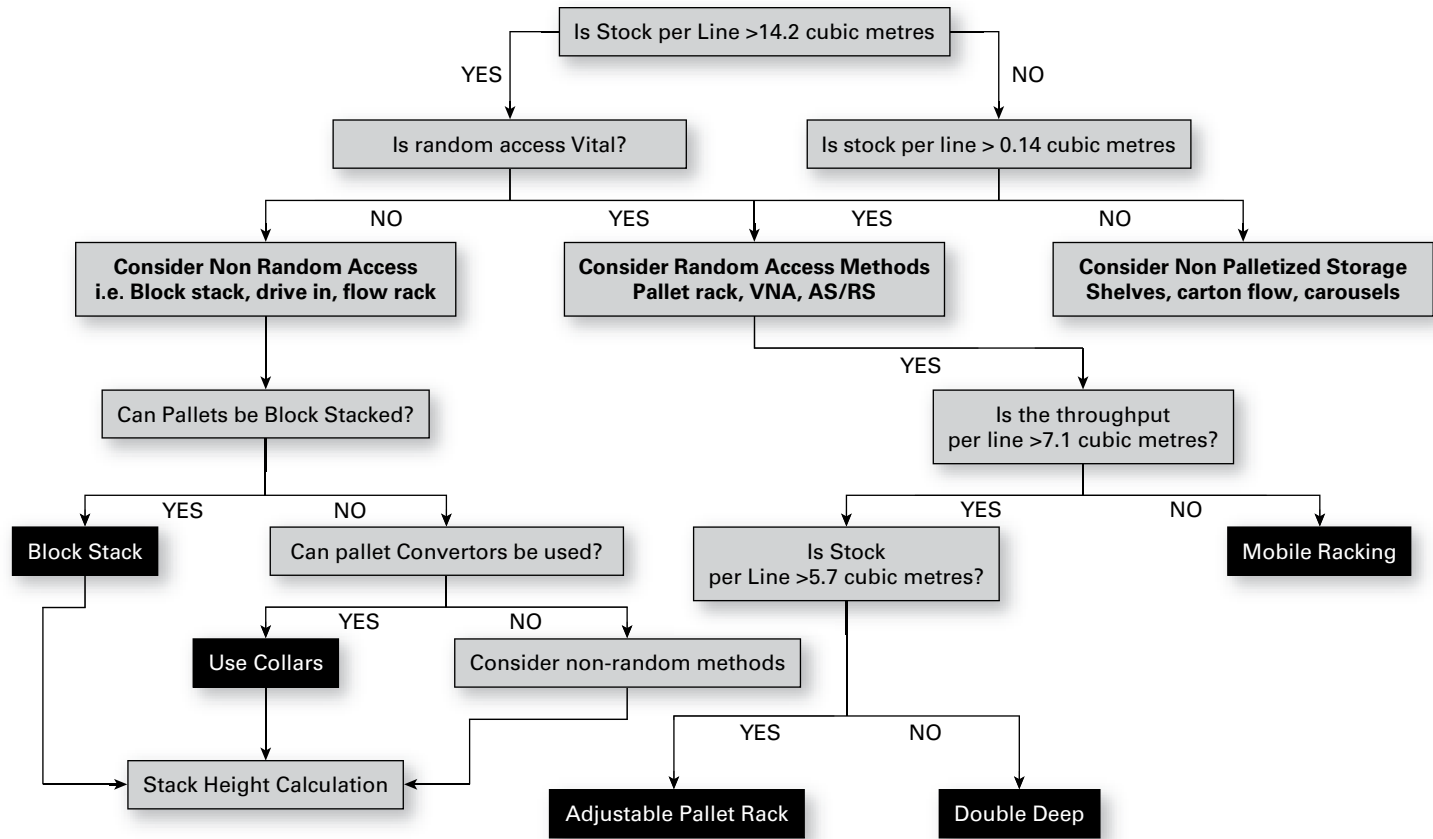 Is Stock per Line >14.2 cubic metres
YES
NO
Is random access Vital?
Is stock per line > 0.14 cubic metres
NO
YES
YES
NO
Consider Non Random Access
i.e. Block stack, drive in, flow rack
Consider Random Access Methods
Pallet rack, VNA, AS/RS
Consider Non Palletized Storage
Shelves, carton flow, carousels
YES
Can Pallets be Block Stacked?
Is the throughput
per line >7.1 cubic metres?
YES
NO
YES
NO
Block Stack
Can pallet Convertors be used?
Is Stock
per Line >5.7 cubic metres?
Mobile Racking
YES
NO
Use Collars
Consider non-random methods
YES
NO
Stack Height Calculation
Adjustable Pallet Rack
Double Deep